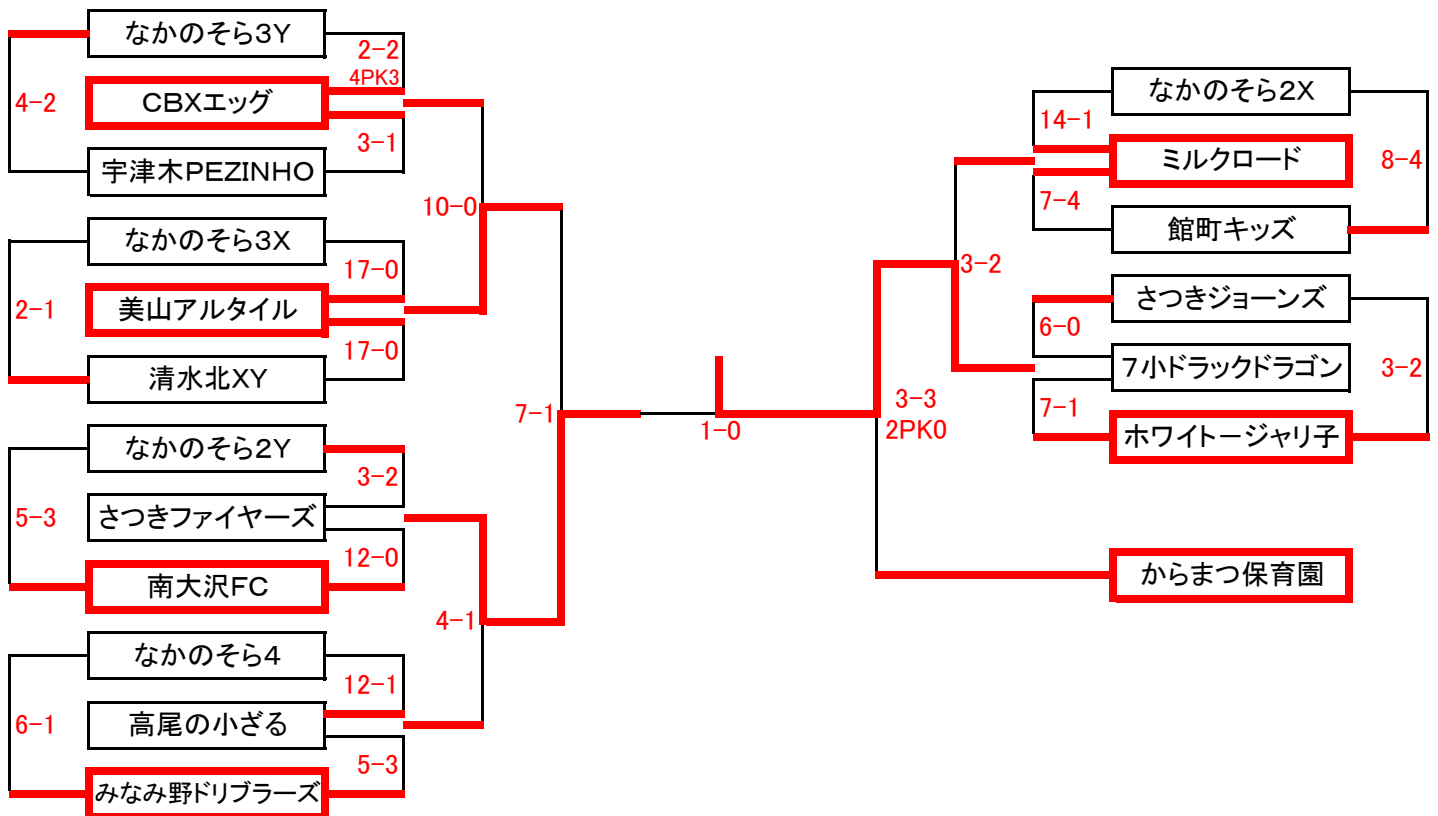 なかのそら3Y
2-2
4PK3
4-2
CBXエッグ
3-1
宇津木PEZINHO
10-0
なかのそら3X
17-0
2-1
美山アルタイル
17-0
清水北XY
7-1
なかのそら2Y
3-2
5-3
さつきファイヤーズ
12-0
南大沢FC
4-1
なかのそら4
12-1
6-1
高尾の小ざる
5-3
みなみ野ドリブラーズ
1-0
なかのそら2X
14-1
ミルクロード
8-4
7-4
館町キッズ
3-2
さつきジョーンズ
6-0
7小ドラックドラゴン
3-2
7-1
ホワイトージャリ子
3-3
2PK0
からまつ保育園